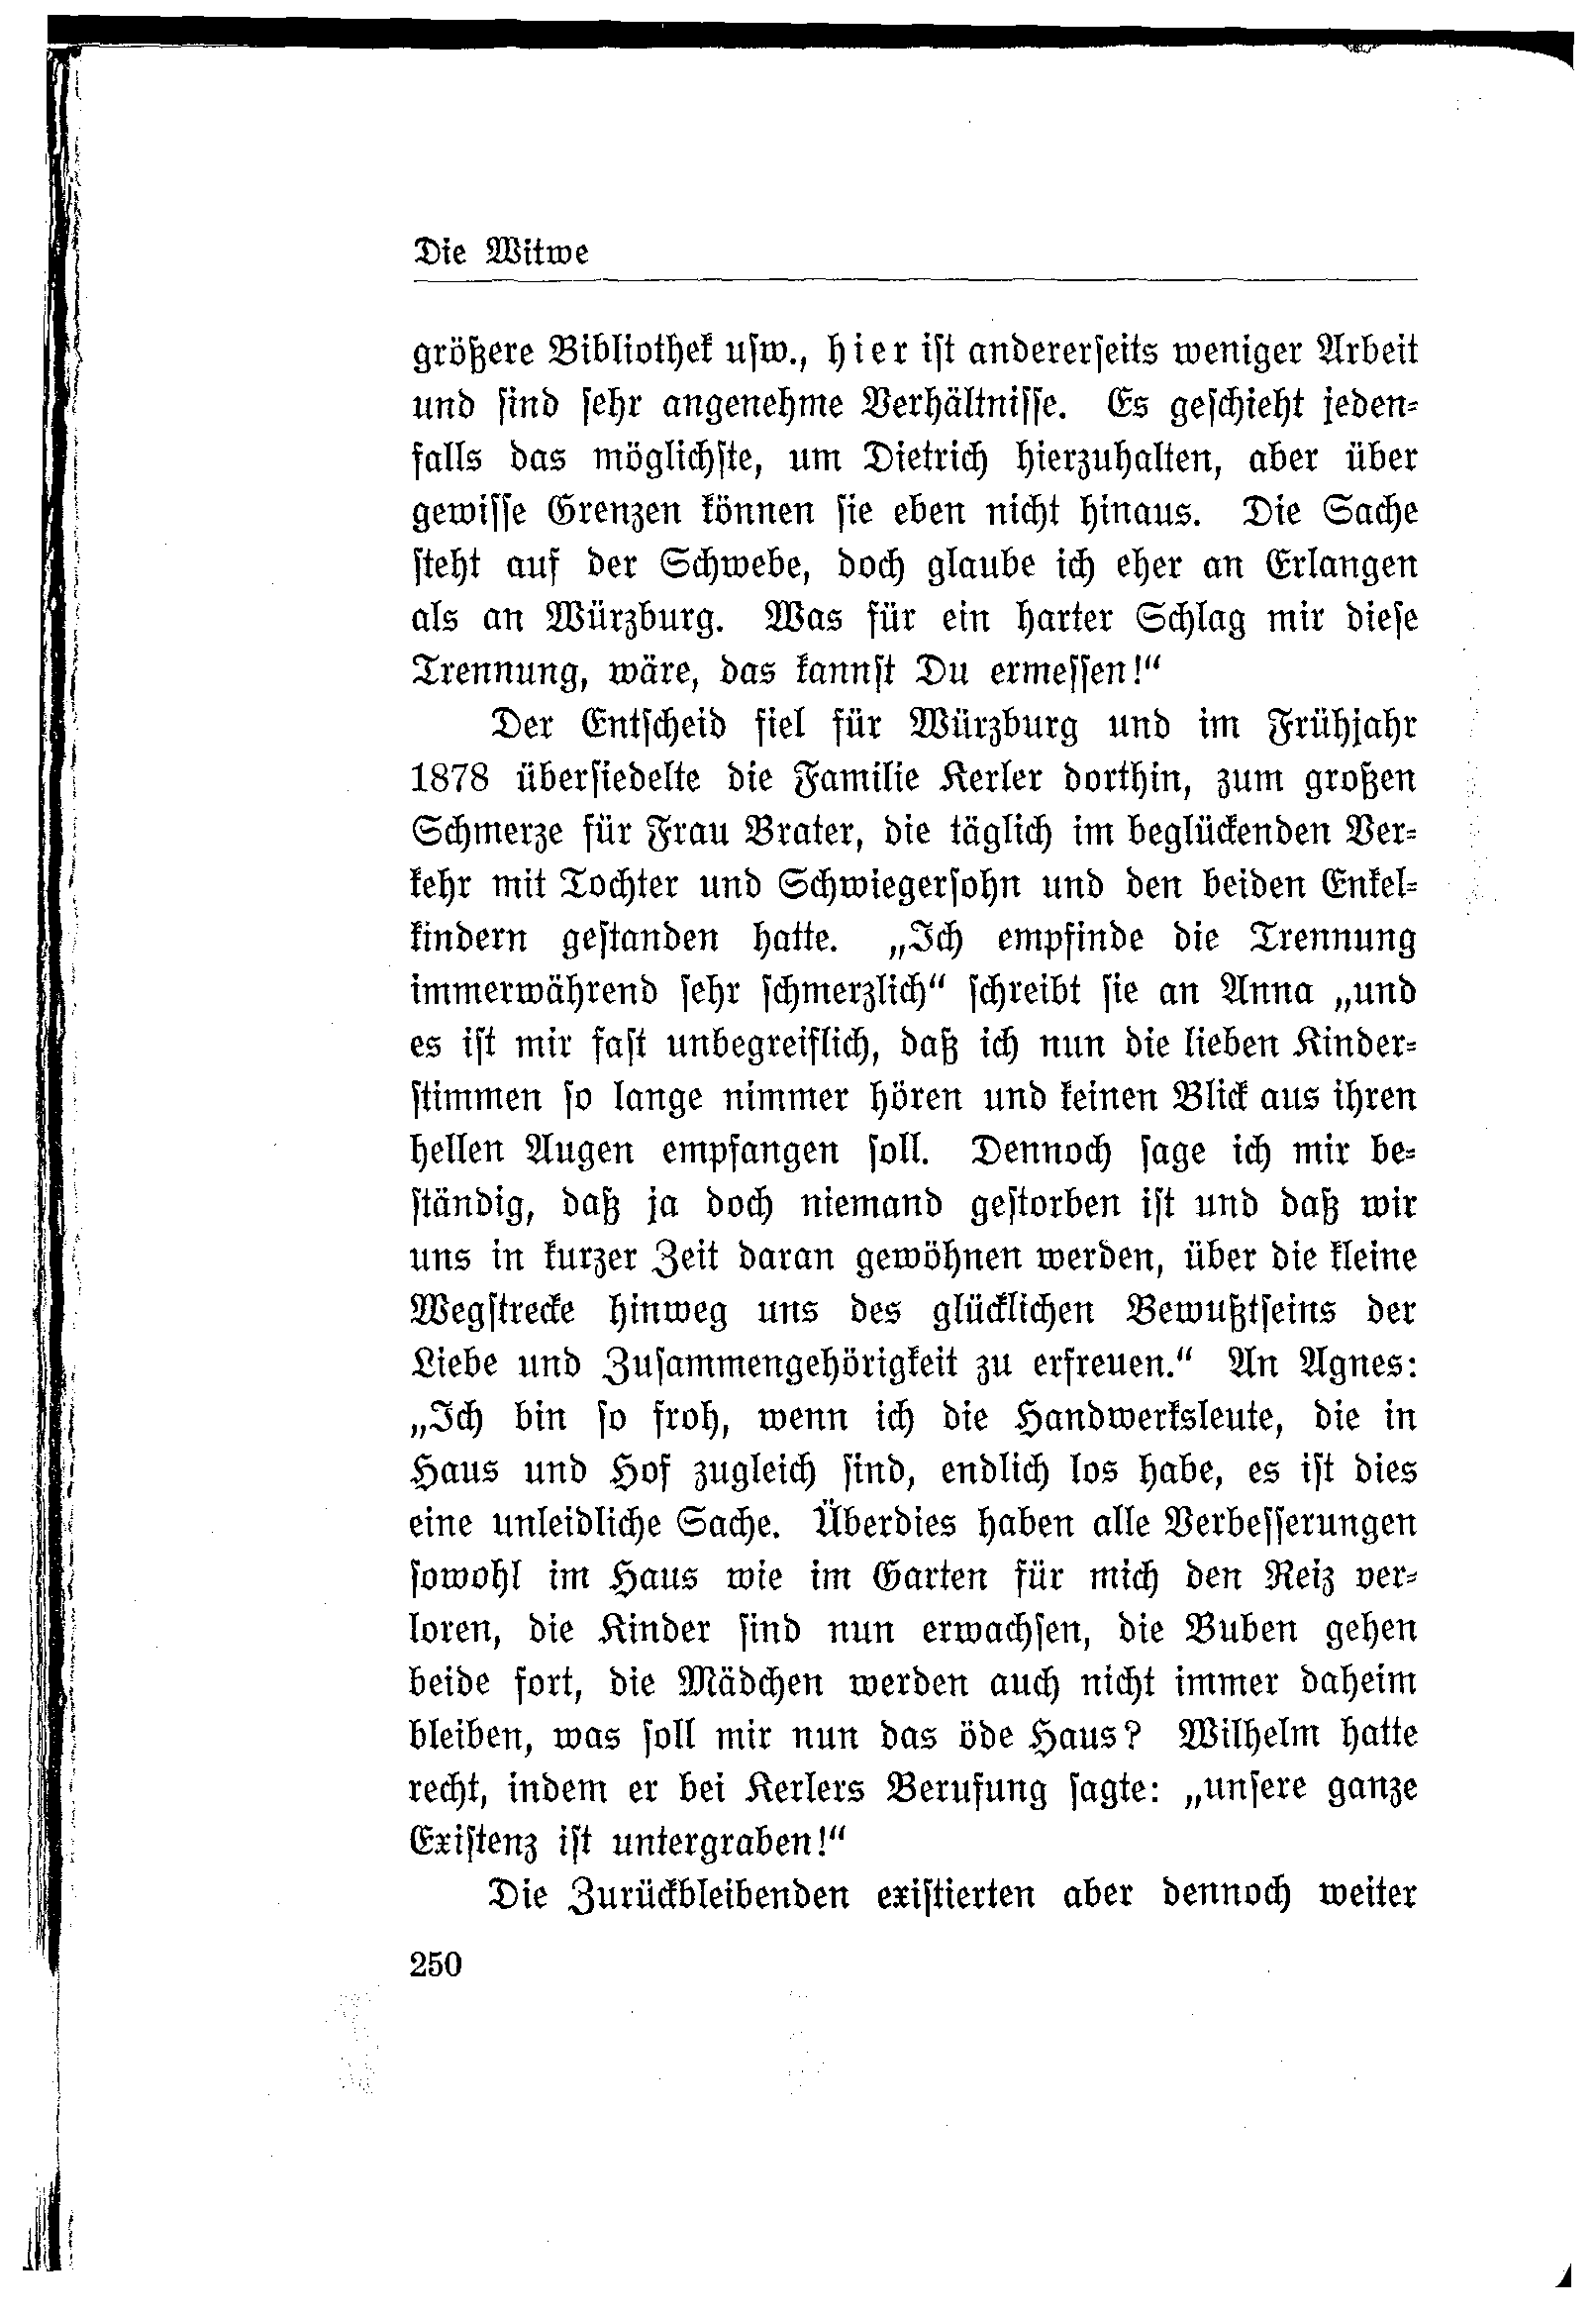 Die Witwe
größere Bibliothek usw., hier ist andererseits weniger Arbeit
und sind sehr angenehme Verhältnisse. Es geschieht jeden-
falls das möglichste, um Dietrich hierzuhalten, aber über
gewisse Grenzen können sie eben nicht hinaus. Die Sache
steht auf der Schwebe, doch glaube ich eher an Erlangen
als an Würzburg. Was für ein harter Schlag mir diese
Trennung, wäre, das kannst Du ermessen!“
Der Entscheid fiel für Würzburg und im Frühjahr
1878 übersiedelte die Familie Kerler dorthin, zum großen
Schmerze für Frau Brater, die täglich im beglückenden Ver-
kehr mit Tochter und Schwiegersohn und den beiden Enkel-
kindern gestanden hatte. „Ich empfinde die Trennung
immerwährend sehr schmerzlich“ schreibt sie an Anna „und
es ist mir fast unbegreiflich, daß ich nun die lieben Kinder-
stimmen so lange nimmer hören und keinen Blick aus ihren
hellen Augen empfangen soll. Dennoch sage ich mir be-
ständig, daß ja doch niemand gestorben ist und daß wir
uns in kurzer Zeit daran gewöhnen werden, über die kleine
Wegstrecke hinweg uns des glücklichen Bewußtseins der
Liebe und Zusammengehörigkeit zu erfreuen.“ An Agnes:
„Ich bin so froh, wenn ich die Handwerksleute, die in
Haus und Hof zugleich sind, endlich los habe, es ist dies
eine unleidliche Sache. Überdies haben alle Verbesserungen
sowohl im Haus wie im Garten für mich den Reiz ver-
loren, die Kinder sind nun erwachsen, die Buben gehen
beide fort, die Mädchen werden auch nicht immer daheim
bleiben, was soll mir nun das öde Haus? Wilhelm hatte
recht, indem er bei Kerlers Berufung sagte: „unsere ganze
Existenz ist untergraben!“
Die Zurückbleibenden existierten aber dennoch weiter
250